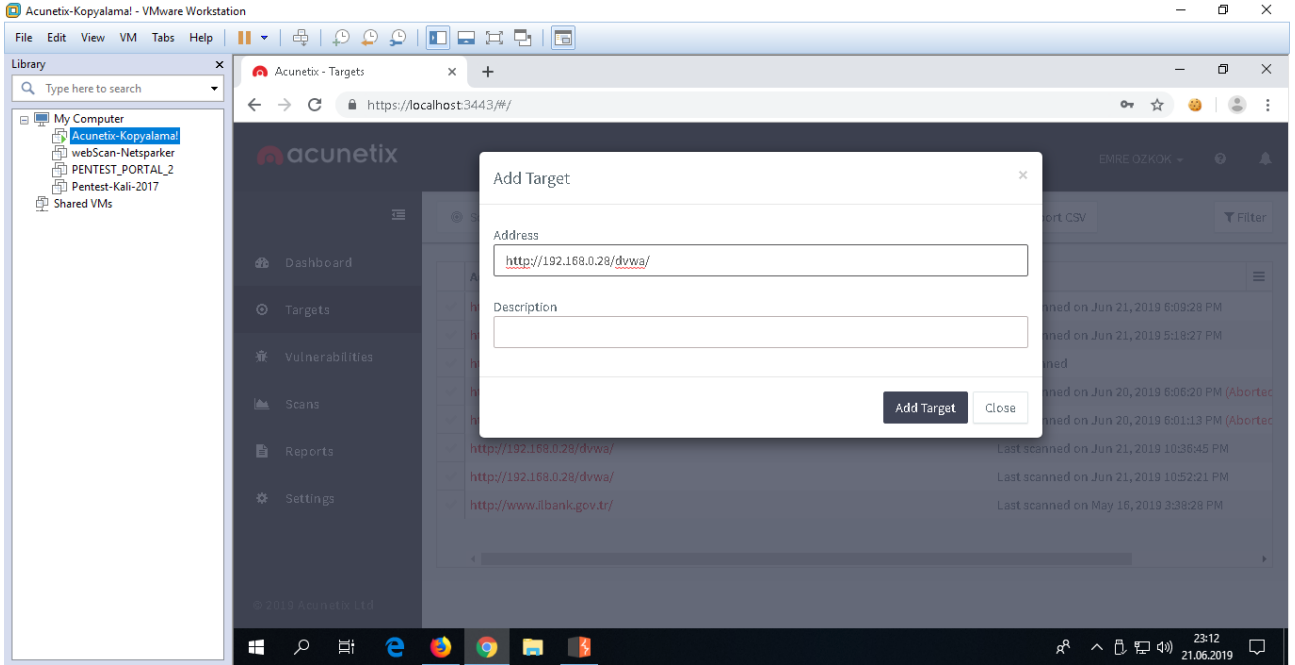 Acunetix-Kopyalama! - VMware Workstation
File Edit View VM Tabs Help
Library
Type here to search
My Computer
Acunetix-Kopyalama!
webScan-Netsparker
PENTEST_PORTAL_2
Pentest-Kali-2017
Shared VMs
Acunetix - Targets
https://localhost:3443/#/
acunetix
EMRE OZKOK
Add Target
Address
http://192.168.0.28/dvwa/
Description
Add Target Close
ort CSV
Filter
Dashboard
Targets
Vulnerabilities
Scans
Reports
Settings
nned on Jun 21, 2019 6:09:28 PM
nned on Jun 21, 2019 5:18:27 PM
nned
nned on Jun 20, 2019 6:06:20 PM (Aborted
nned on Jun 20, 2019 6:01:13 PM (Aborted
http://192.168.0.28/dvwa/ Last scanned on Jun 21, 2019 10:36:45 PM
http://192.168.0.28/dvwa/ Last scanned on Jun 21, 2019 10:52:21 PM
http://www.ilbank.gov.tr/ Last scanned on May 16, 2019 3:38:28 PM
© 2019 Acunetix Ltd
23:12
21.06.2019